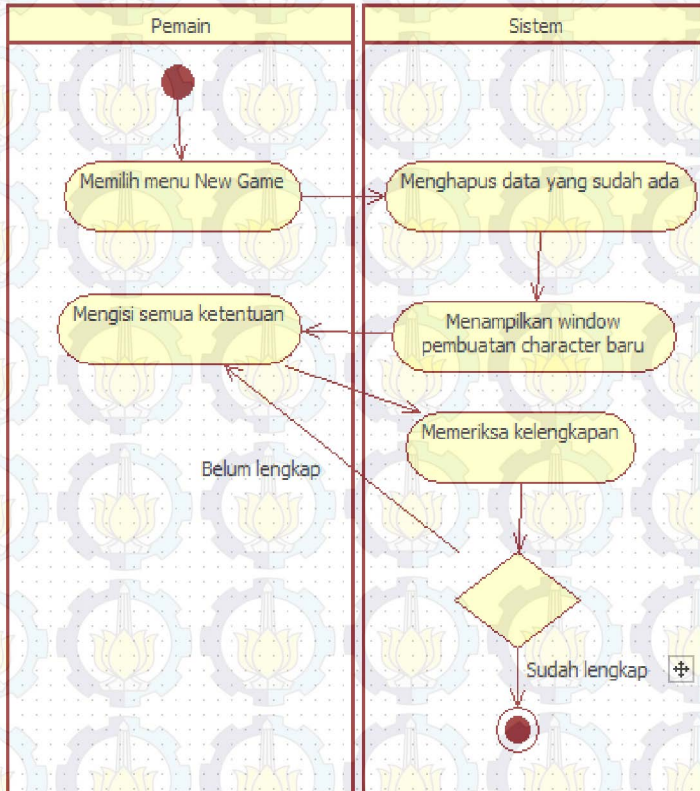 Pemain
Sistem
Memilih menu New Game
Menghapus data yang sudah ada
Mengisi semua ketentuan
Menampilkan window
pembuatan character baru
Memeriksa kelengkapan
Belum lengkap
Sudah lengkap